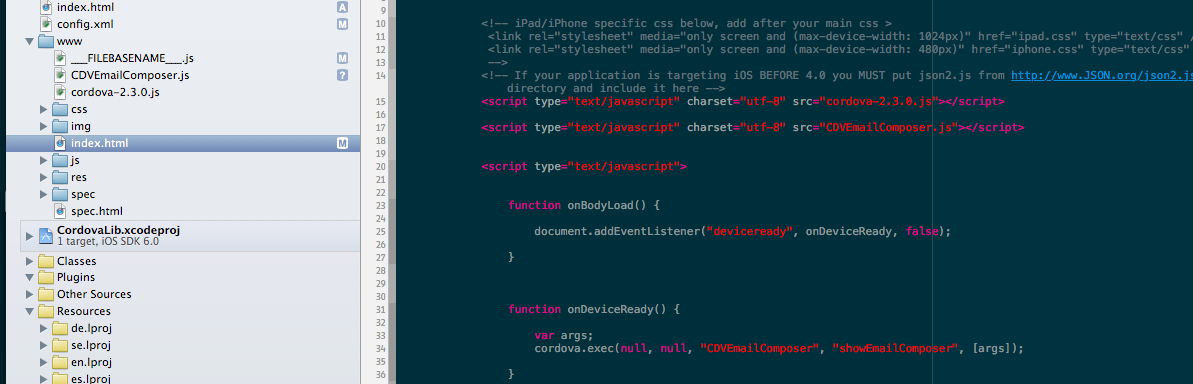 index.html A
config.xml M
www
___FILEBASENAME___.js
CDVEmailComposer.js ?
cordova-2.3.0.js
css
img
index.html M
js
res
spec
spec.html
CordovaLib.xcodeproj
1 target, iOS SDK 6.0
Classes
Plugins
Other Sources
Resources
de.lproj
se.lproj
en.lproj
es.lproj
9
10 <!-- iPad/iPhone specific css below, add after your main css >
11 <link rel="stylesheet" media="only screen and (max-device-width: 1024px)" href="ipad.css" type="text/css" /
12 <link rel="stylesheet" media="only screen and (max-device-width: 480px)" href="iphone.css" type="text/css"
13 -->
14 <!-- If your application is targeting iOS BEFORE 4.0 you MUST put json2.js from http://www.JSON.org/json2.js
directory and include it here -->
15 <script type="text/javascript" charset="utf-8" src="cordova-2.3.0.js"></script>
16
17 <script type="text/javascript" charset="utf-8" src="CDVEmailComposer.js"></script>
18
19
20 <script type="text/javascript">
21
22
23 function onBodyLoad() {
24
25 document.addEventListener("deviceready", onDeviceReady, false);
26
27 }
28
29
30
31 function onDeviceReady() {
32
33 var args;
34 cordova.exec(null, null, "CDVEmailComposer", "showEmailComposer", [args]);
35
36 }